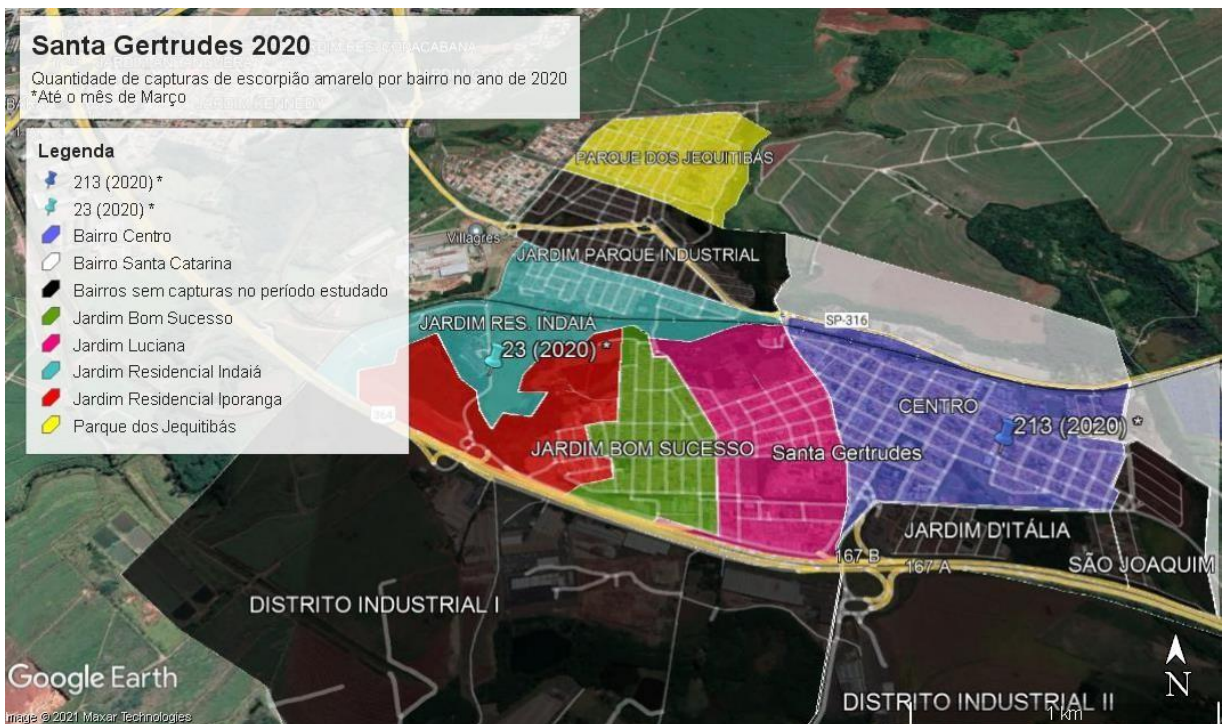 Santa Gertrudes 2020
Quantidade de capturas de escorpião amarelo por bairro no ano de 2020
*Até o mês de Março
Legenda
213 (2020) *
23 (2020) *
Bairro Centro
Bairro Santa Catarina
Bairros sem capturas no período estudado
Jardim Bom Sucesso
Jardim Luciana
Jardim Residencial Indaiá
Jardim Residencial Iporanga
Parque dos Jequitibás
PARQUE DOS JEQUITIBÁS
Villagres
JARDIM PARQUE INDUSTRIAL
JARDIM RES. INDAIÁ
SP-316
23 (2020) *
364
CENTRO
213 (2020) *
JARDIM BOM SUCESSO
Santa Gertrudes
JARDIM D'ITÁLIA
167 B
167 A
SÃO JOAQUIM
DISTRITO INDUSTRIAL I
DISTRITO INDUSTRIAL II
Google Earth
Image © 2021 Maxar Technologies
1 km
N